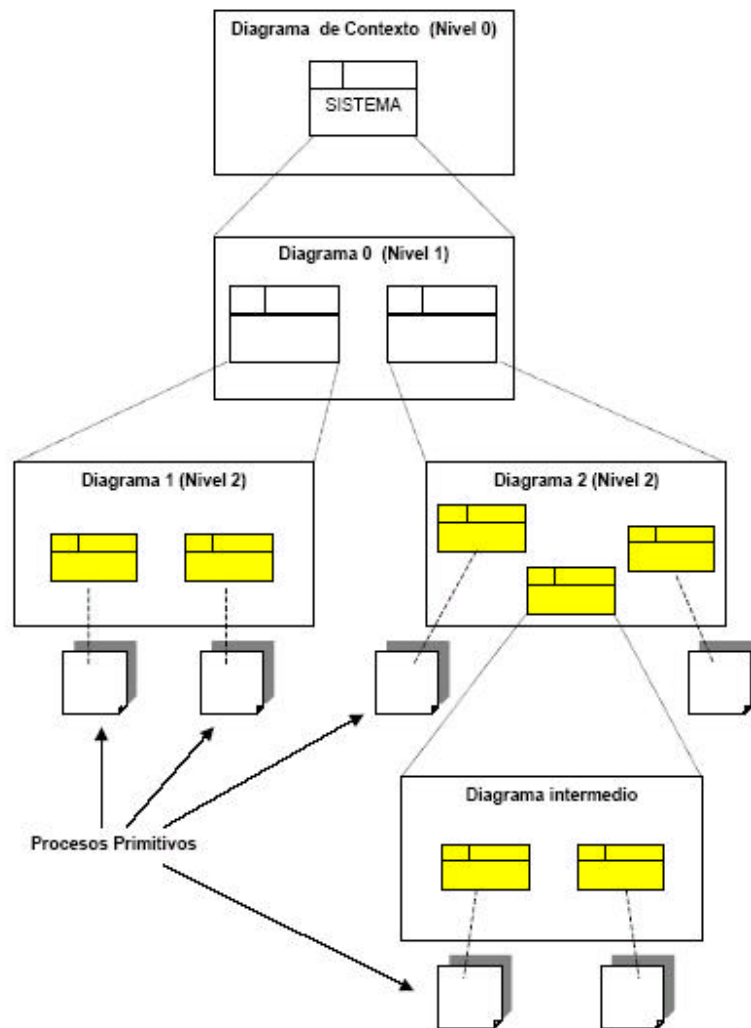 Diagrama de Contexto (Nivel 0)
SISTEMA
Diagrama 0 (Nivel 1)
Diagrama 1 (Nivel 2)
Diagrama 2 (Nivel 2)
Diagrama intermedio
Procesos Primitivos